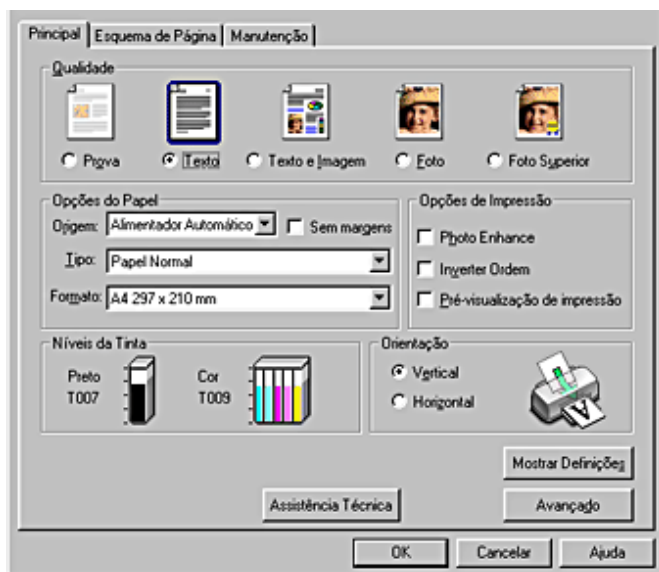 Principal Esquema de Página Manutenção
Qualidade
Prova Texto Texto e Imagem Foto Foto Superior
Opções do Papel
Origem: Alimentador Automático Sem margens
Tipo: Papel Normal
Formato: A4 297 x 210 mm
Opções de Impressão
Photo Enhance
Inverter Ordem
Pré-visualização de impressão
Níveis da Tinta
Preto Cor
T007 T009
Orientação
Vertical
Horizontal
Mostrar Definições
Assistência Técnica Avançado
OK Cancelar Ajuda